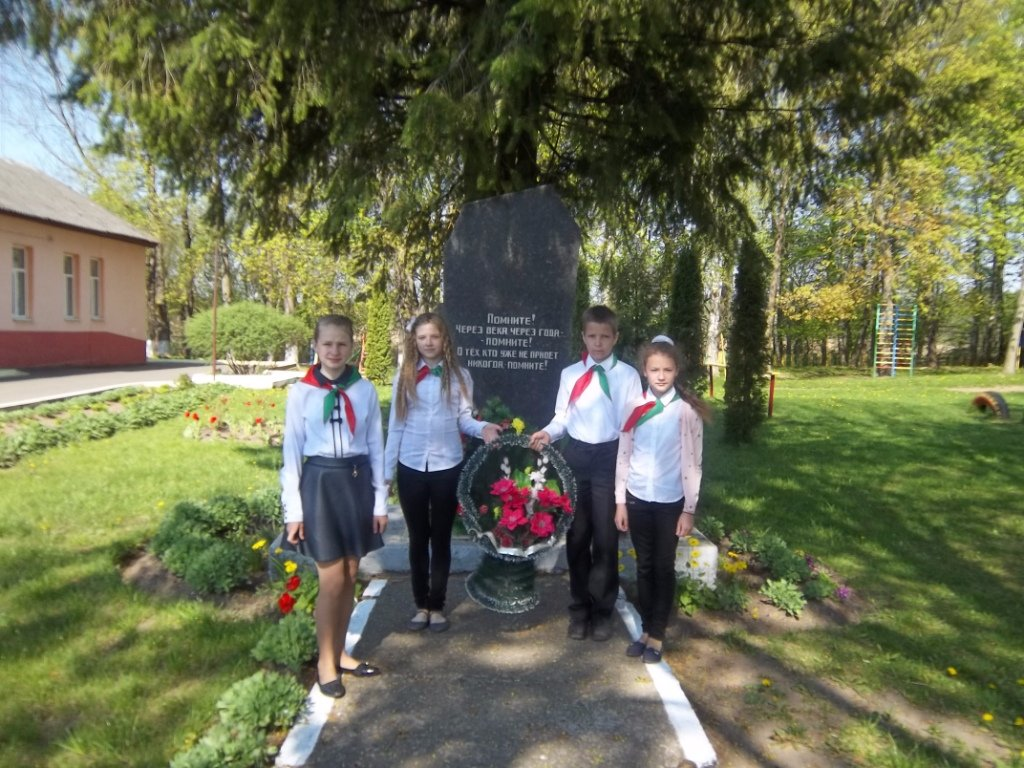 Помните!
Через века через года-
-помните!
О тех кто уже не придет
никогда-помните!